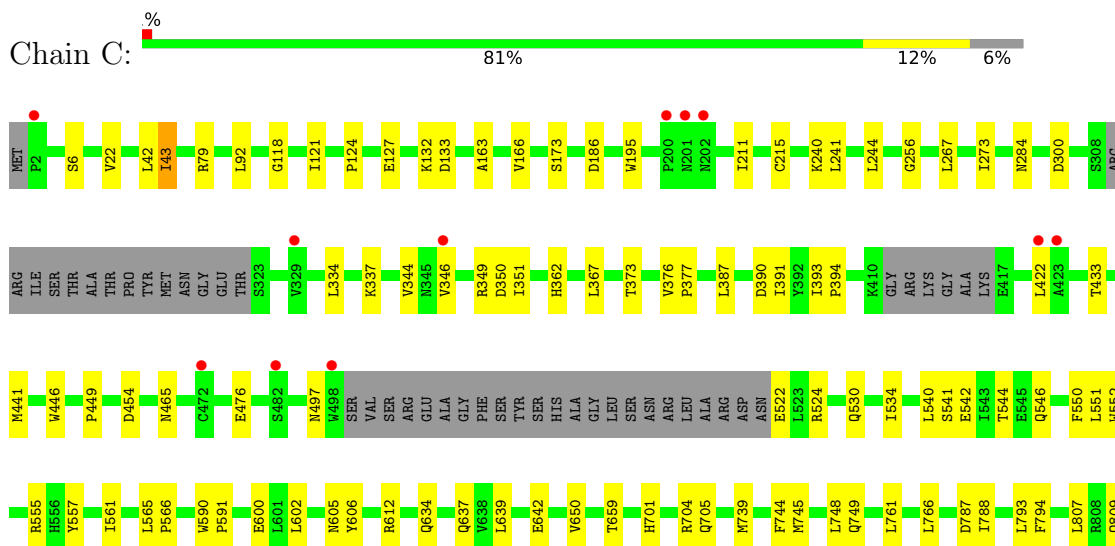 .%
Chain C:
81% 12% 6%
MET P2 S6 V22 L42 I43 R79 L92 G118 I121 P124 E127 K132 D133 A163 V166 S173 D186 W195 P200 N201 N202 I211 C215 K240 L241 L244 G256 L267 I273 N284 D300 S308 ARG
ARG ILE SER THR ALA THR PRO TYR MET ASN GLY GLU THR S323 V329 L334 K337 V344 N345 V346 R349 D350 I351 H362 L367 T373 V376 P377 L387 D390 I391 Y392 I393 P394 K410 GLY ARG LYS GLY ALA LYS E417 L422 A423 T433
M441 W446 P449 D454 N465 C472 E476 S482 N497 W498 SER VAL SER ARG GLU ALA GLY PHE SER TYR SER HIS ALA GLY LEU SER ASN ARG LEU ALA ARG ASP ASN E522 L523 R524 Q530 I534 L540 S541 E542 I543 T544 E545 Q546 F550 L551
R555 H556 Y557 I561 L565 P566 W590 P591 E600 L601 L602 N605 Y606 R612 Q634 Q637 V638 L639 E642 V650 T659 H701 R704 Q705 M739 F744 M745 L748 Q749 L761 L766 D787 I788 L793 F794 L807 R808